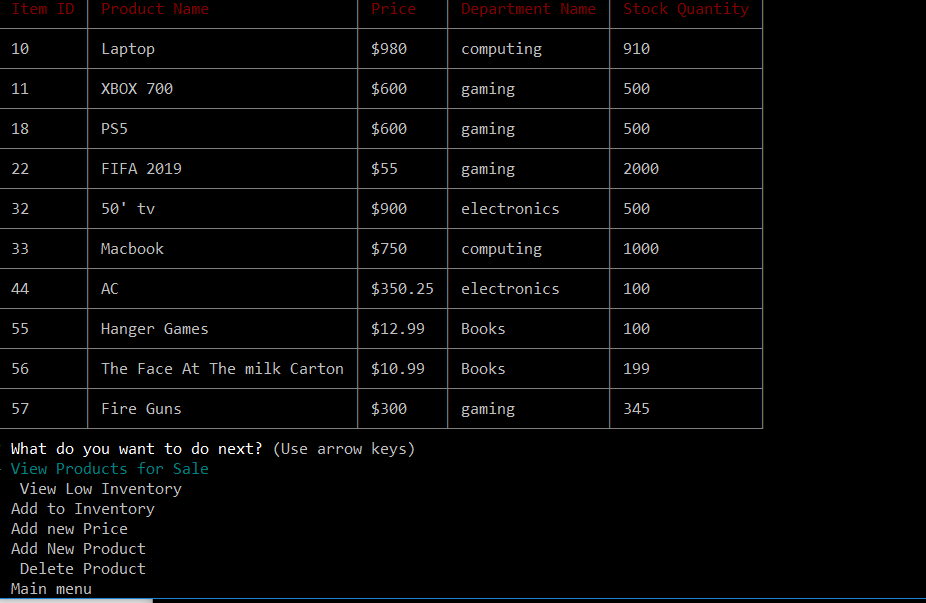 Item ID Product Name Price Department Name Stock Quantity
10 Laptop $980 computing 910
11 XBOX 700 $600 gaming 500
18 PS5 $600 gaming 500
22 FIFA 2019 $55 gaming 2000
32 50' tv $900 electronics 500
33 Macbook $750 computing 1000
44 AC $350.25 electronics 100
55 Hanger Games $12.99 Books 100
56 The Face At The milk Carton $10.99 Books 199
57 Fire Guns $300 gaming 345
What do you want to do next? (Use arrow keys)
View Products for Sale
View Low Inventory
Add to Inventory
Add new Price
Add New Product
Delete Product
Main menu